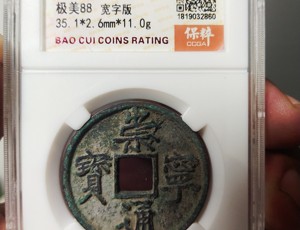 极美88 宽字版
35.1*2.6mm*11.0g
BAO CUI COINS RATING
1819032860
保粹
CCGA
崇
寶 寧
通